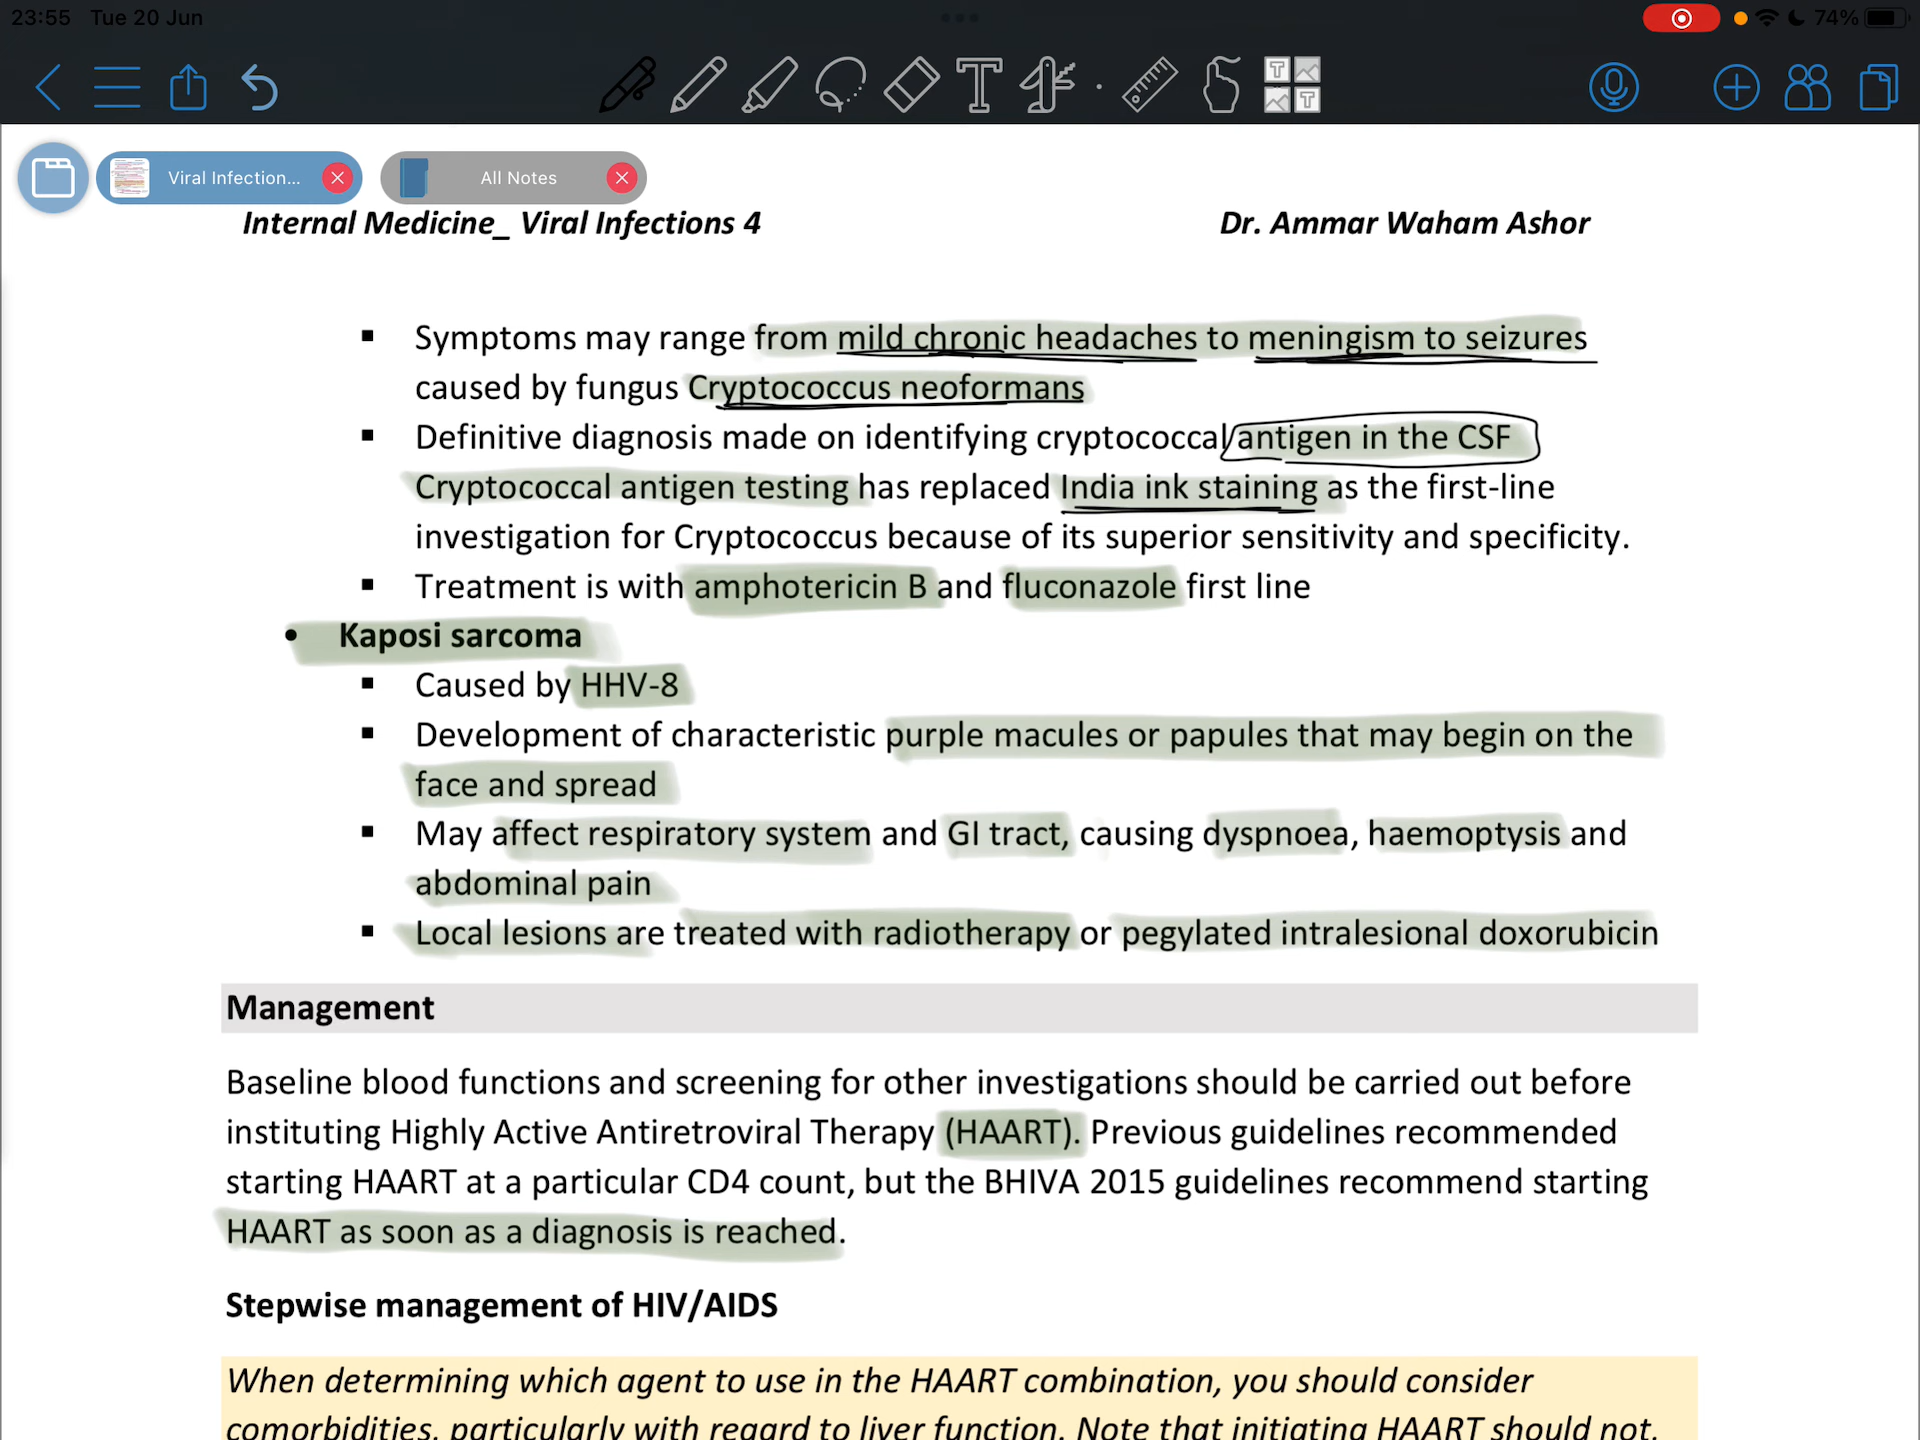 23:55 Tue 20 Jun
74%
Viral Infection...
All Notes
Internal Medicine_ Viral Infections 4
Dr. Ammar Waham Ashor
▪ Symptoms may range from mild chronic headaches to meningism to seizures
caused by fungus Cryptococcus neoformans
▪ Definitive diagnosis made on identifying cryptococcal antigen in the CSF
Cryptococcal antigen testing has replaced India ink staining as the first-line
investigation for Cryptococcus because of its superior sensitivity and specificity.
▪ Treatment is with amphotericin B and fluconazole first line
• Kaposi sarcoma
▪ Caused by HHV-8
▪ Development of characteristic purple macules or papules that may begin on the
face and spread
▪ May affect respiratory system and GI tract, causing dyspnoea, haemoptysis and
abdominal pain
▪ Local lesions are treated with radiotherapy or pegylated intralesional doxorubicin
Management
Baseline blood functions and screening for other investigations should be carried out before
instituting Highly Active Antiretroviral Therapy (HAART). Previous guidelines recommended
starting HAART at a particular CD4 count, but the BHIVA 2015 guidelines recommend starting
HAART as soon as a diagnosis is reached.
Stepwise management of HIV/AIDS
When determining which agent to use in the HAART combination, you should consider
comorbidities, particularly with regard to liver function. Note that initiating HAART should not,